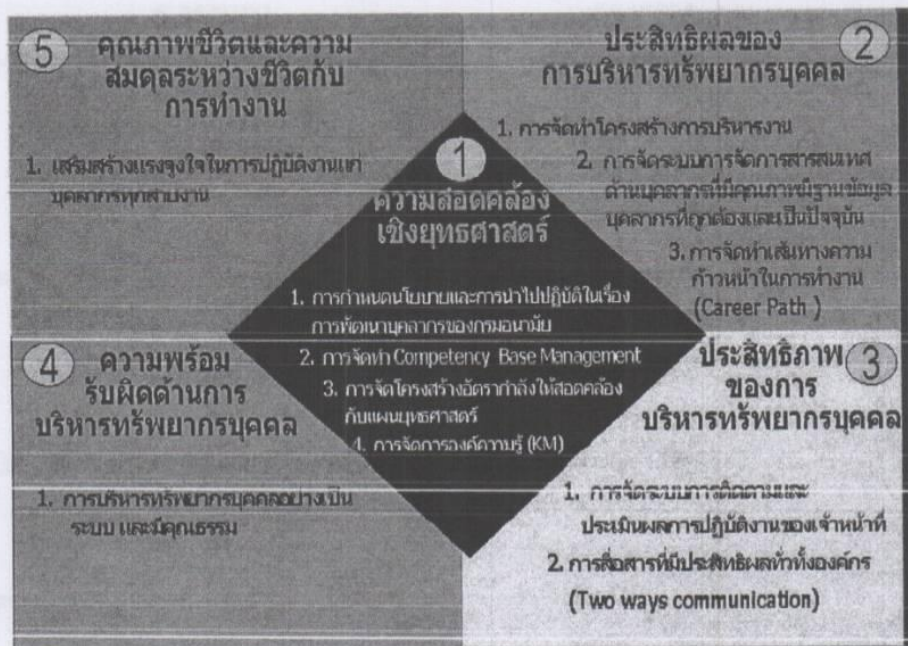 5 คุณภาพชีวิตและความ
สมดุลระหว่างชีวิตกับ
การทำงาน
1. เสริมสร้างแรงจูงใจในการปฏิบัติงานแก่
บุคลากรทุกสายงาน
ประสิทธิผลของ 2
การบริหารทรัพยากรบุคคล
1. การจัดทำโครงสร้างการบริหารงาน
2. การจัดระบบการจัดการสารสนเทศ
ด้านบุคลากรที่มีคุณภาพมีฐานข้อมูล
บุคลากรที่ถูกต้องและเป็นปัจจุบัน
3. การจัดทำเส้นทางความ
ก้าวหน้าในการทำงาน
(Career Path )
1
ความสอดคล้อง
เชิงยุทธศาสตร์
1. การกำหนดนโยบายและการนำไปปฏิบัติในเรื่อง
การพัฒนาบุคลากรของกรมอนามัย
2. การจัดทำ Competency Base Management
3. การจัดโครงสร้างอัตรากำลังให้สอดคล้อง
กับแผนยุทธศาสตร์
4. การจัดการองค์ความรู้ (KM)
4 ความพร้อม
รับผิดด้านการ
บริหารทรัพยากรบุคคล
1. การบริหารทรัพยากรบุคคลอย่างเป็น
ระบบ และมีคุณธรรม
ประสิทธิภาพ 3
ของการ
บริหารทรัพยากรบุคคล
1. การจัดระบบการติดตามและ
ประเมินผลการปฏิบัติงานของเจ้าหน้าที่
2. การสื่อสารที่มีประสิทธิผลทั่วทั้งองค์กร
(Two ways communication)